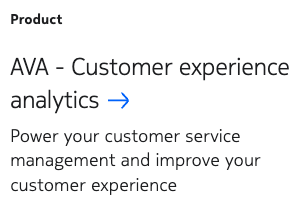 Product
AVA - Customer experience
analytics →
Power your customer service
management and improve your
customer experience